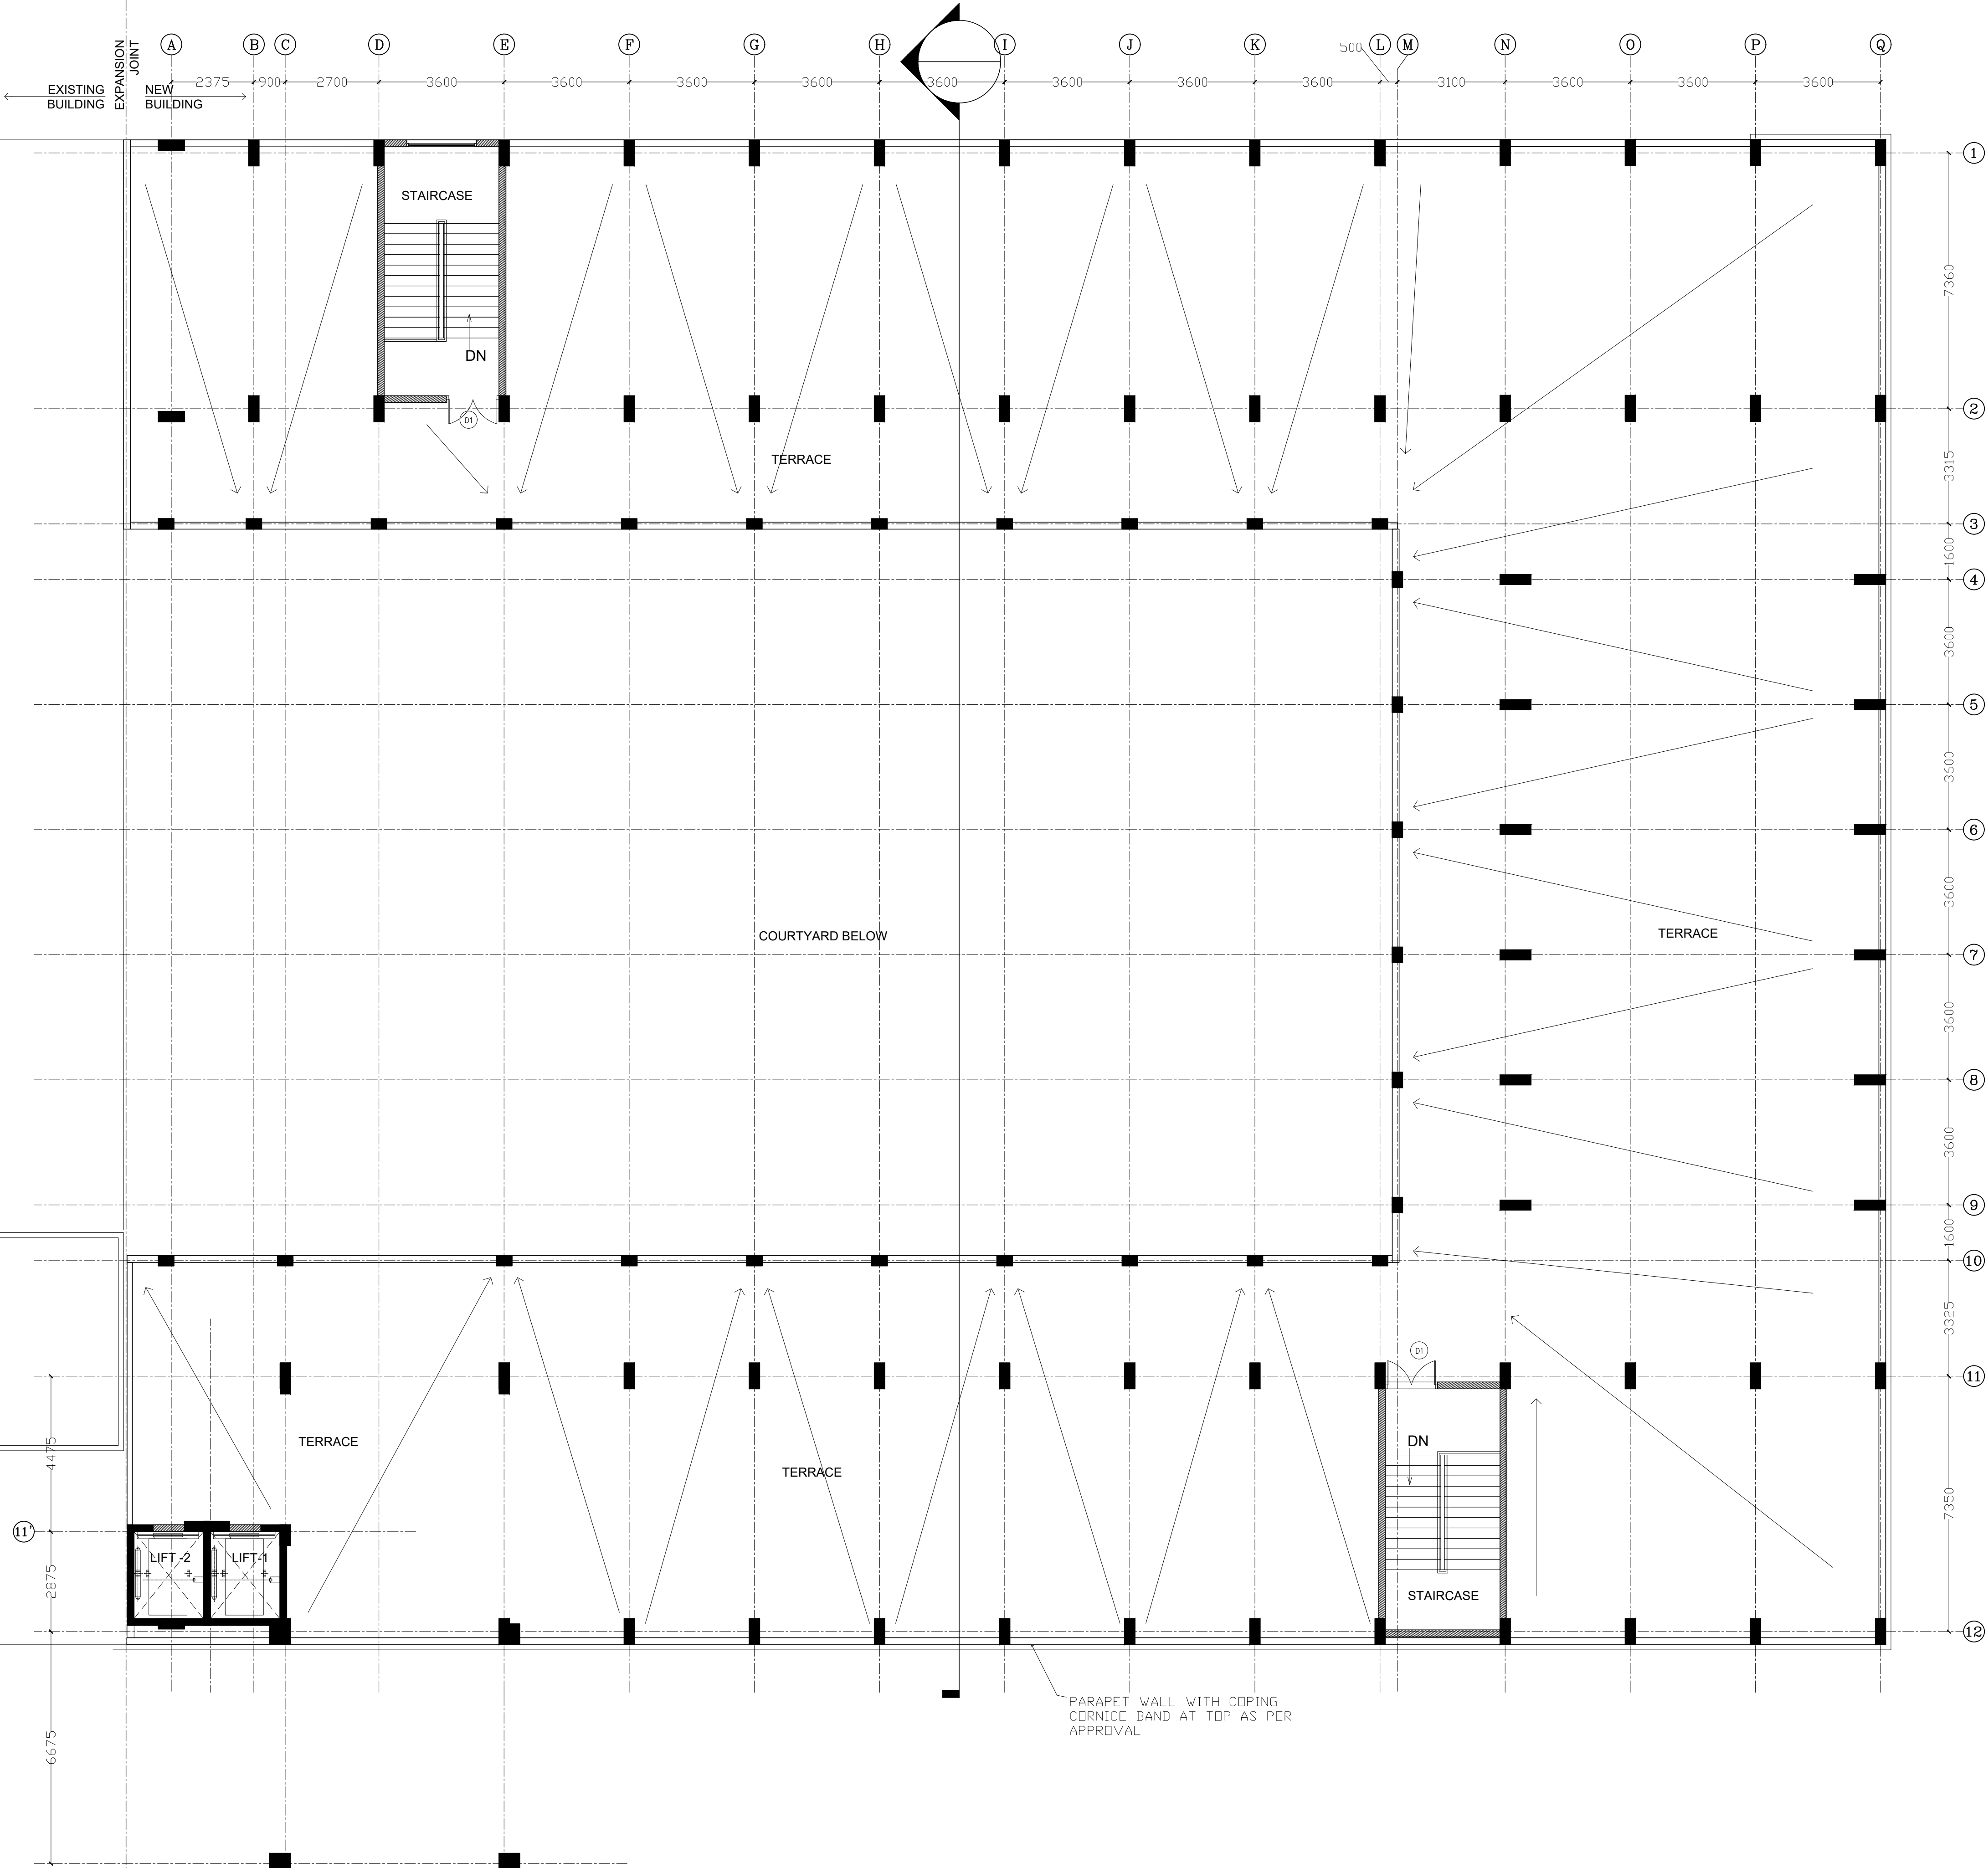 A B C D E F G H I J K L M N O P Q
EXPANSION
JOINT
500
2375 900 2700 3600 3600 3600 3600 3600 3600 3600 3600 3100 3600 3600 3600
EXISTING
BUILDING
NEW
BUILDING
1
STAIRCASE
7360
DN
2
D1
TERRACE
3315
3
1600
4
3600
5
3600
6
3600
COURTYARD BELOW
TERRACE
7
3600
8
3600
9
1600
10
3325
D1
11
4475
TERRACE
DN
TERRACE
7350
11'
LIFT -2
LIFT-1
2875
STAIRCASE
12
PARAPET WALL WITH COPING
CORNICE BAND AT TOP AS PER
APPROVAL
6675